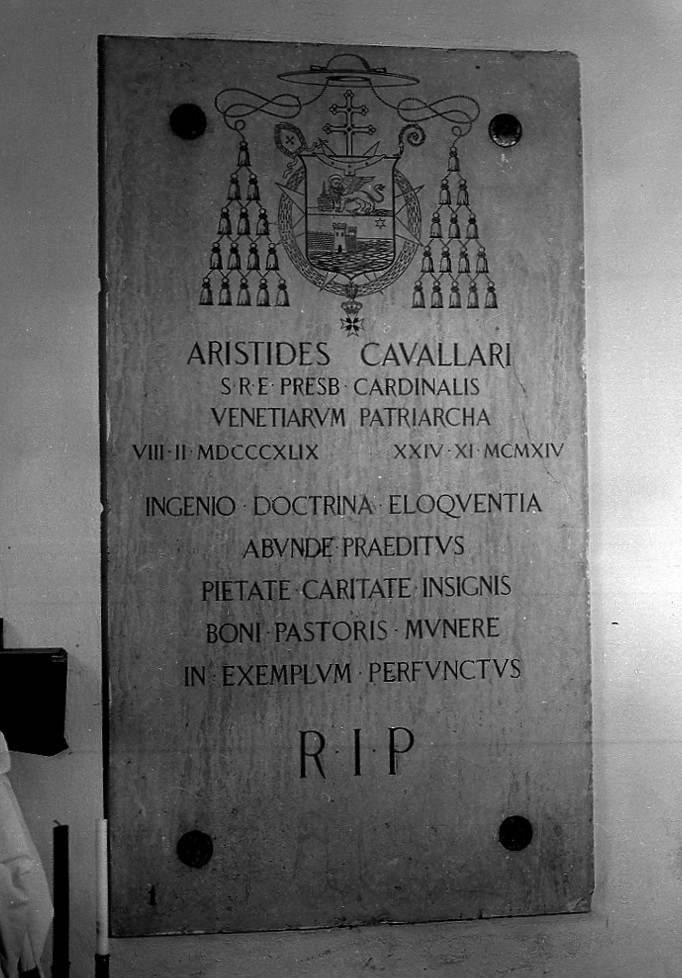 ARISTIDES CAVALLARI
S·R·E·PRESB·CARDINALIS
VENETIARVM PATRIARCHA
VIII·II·MDCCCXLIX XXIV·XI·MCMXIV
INGENIO·DOCTRINA·ELOQVENTIA
ABVNDE·PRAEDITVS
PIETATE·CARITATE·INSIGNIS
BONI·PASTORIS·MVNERE
IN·EXEMPLVM·PERFVNCTVS
R·I·P
1